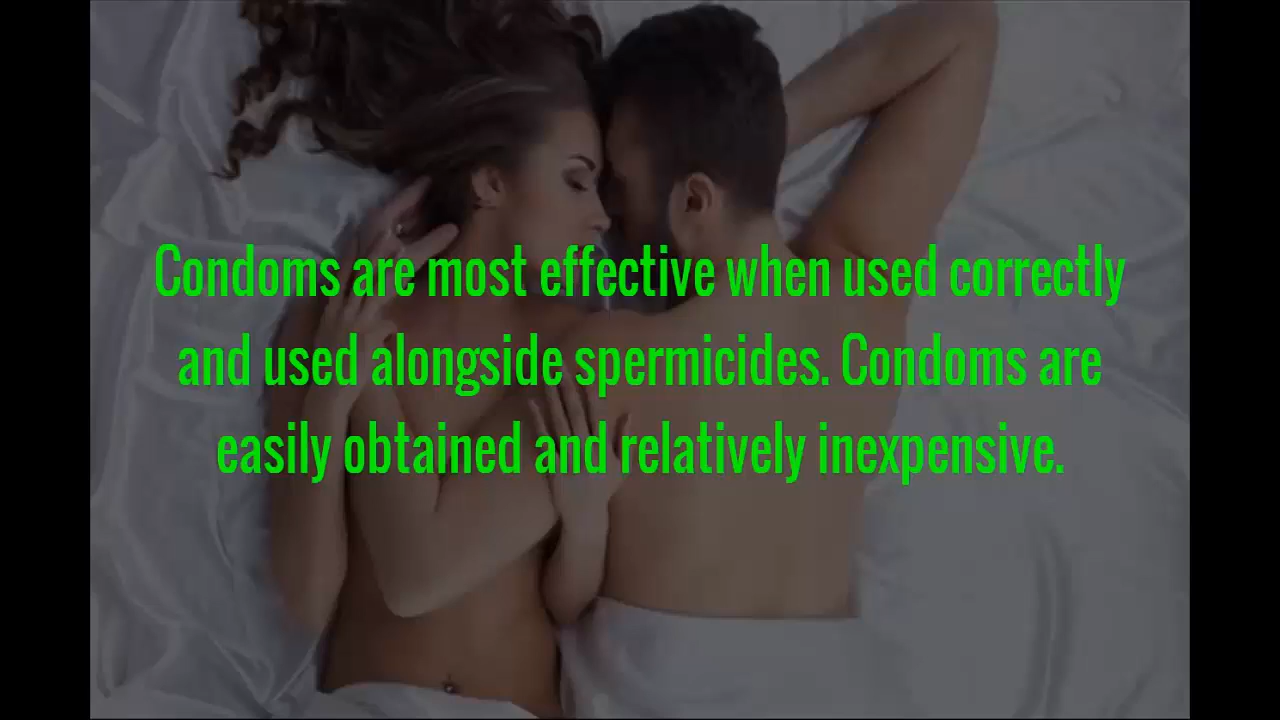 Condoms are most effective when used correctly
and used alongside spermicides. Condoms are
easily obtained and relatively inexpensive.